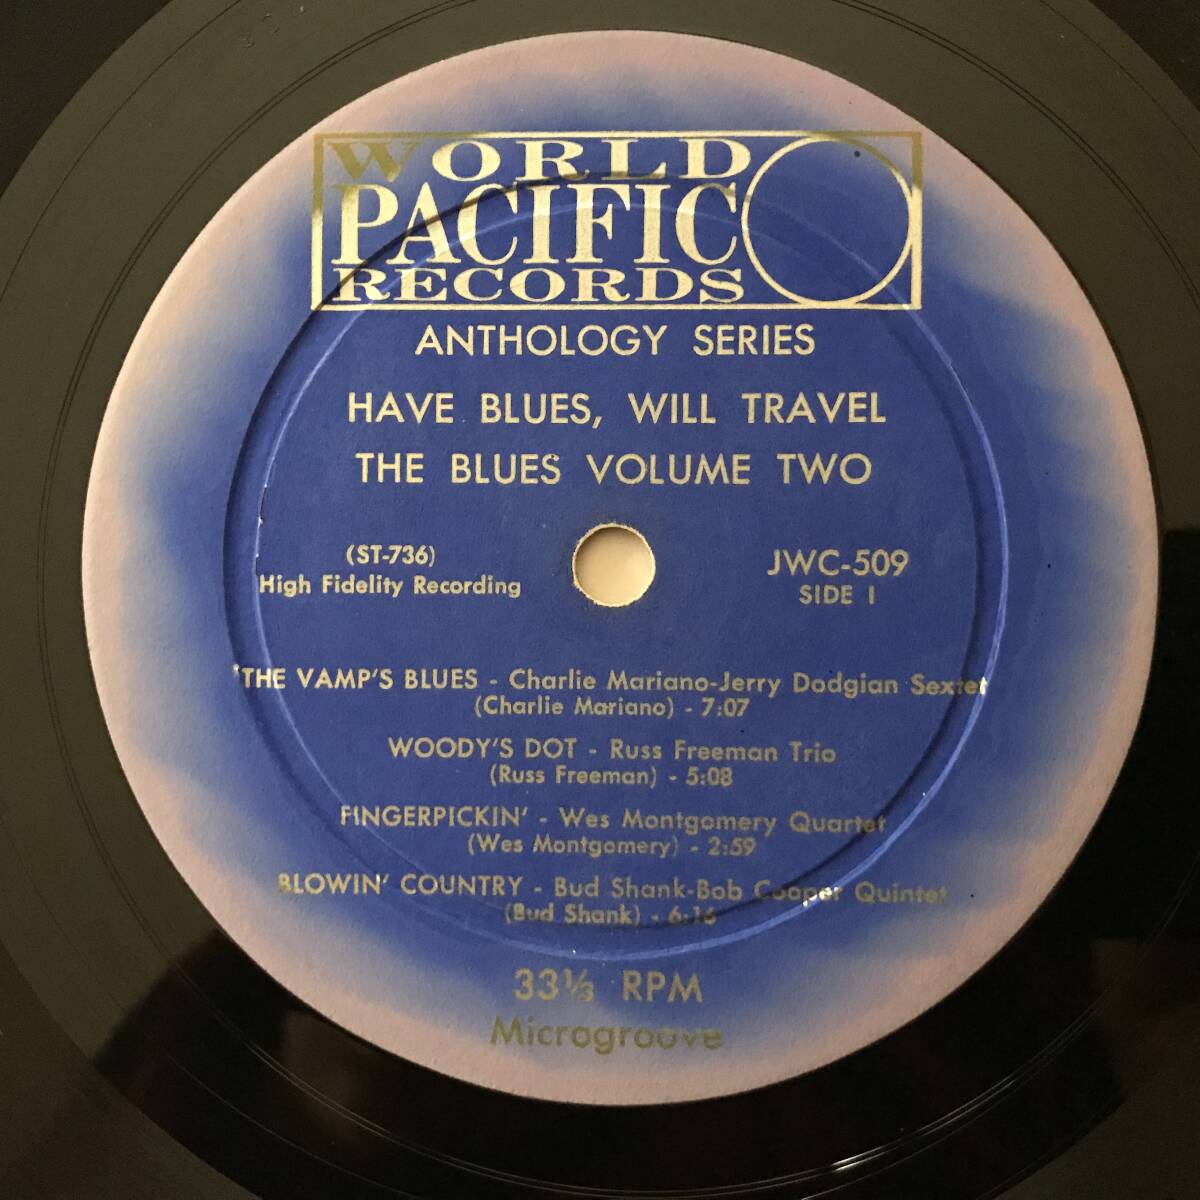 WORLD
PACIFIC
RECORDS
ANTHOLOGY SERIES
HAVE BLUES, WILL TRAVEL
THE BLUES VOLUME TWO
(ST-736)
High Fidelity Recording
JWC-509
SIDE 1
THE VAMP'S BLUES - Charlie Mariano-Jerry Dodgian Sextet
(Charlie Mariano) - 7:07
WOODY'S DOT - Russ Freeman Trio
(Russ Freeman) - 5:08
FINGERPICKIN' - Wes Montgomery Quartet
(Wes Montgomery) - 2:59
BLOWIN' COUNTRY - Bud Shank-Bob Cooper Quintet
(Bud Shank) - 6:16
33⅓ RPM
Microgroove